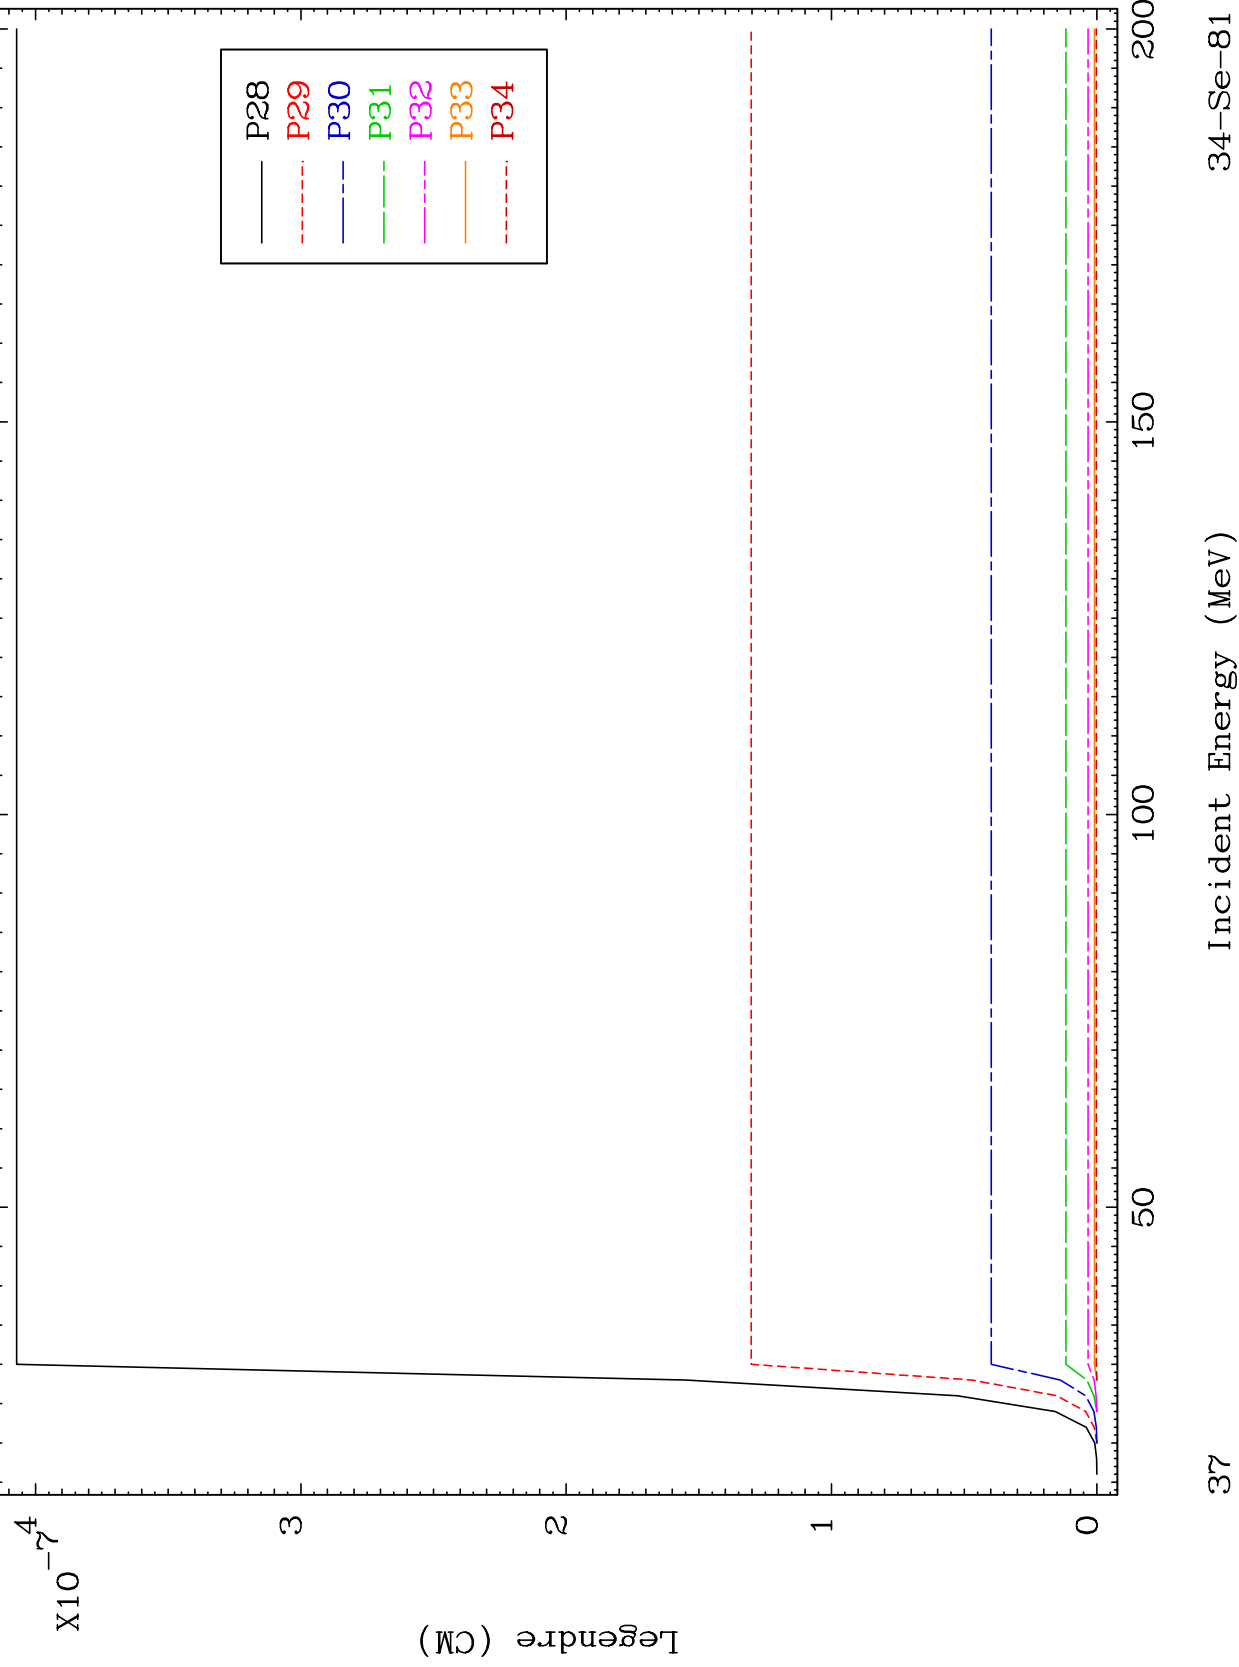 X10-7
4
3
2
1
0
Legendre (CM)
P28
P29
P30
P31
P32
P33
P34
50
100
150
200
37
Incident Energy (MeV)
34-Se-81